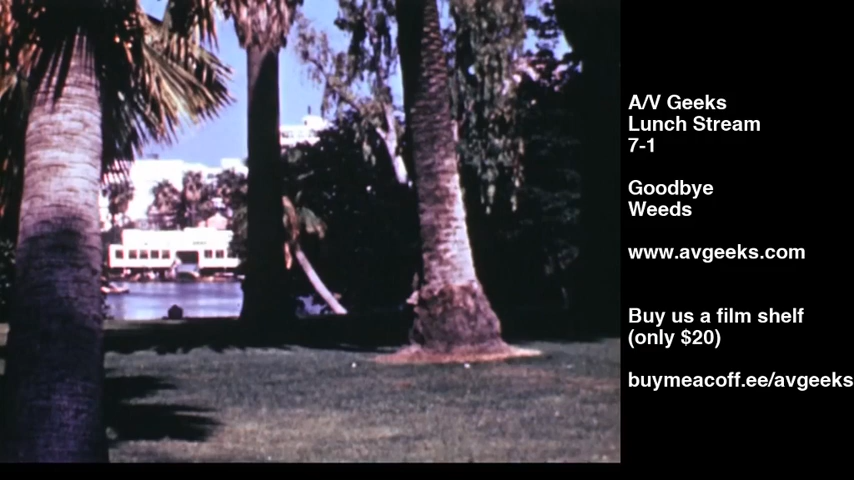 A/V Geeks
Lunch Stream
7-1
Goodbye
Weeds
www.avgeeks.com
Buy us a film shelf
(only $20)
buymeacoff.ee/avgeeks